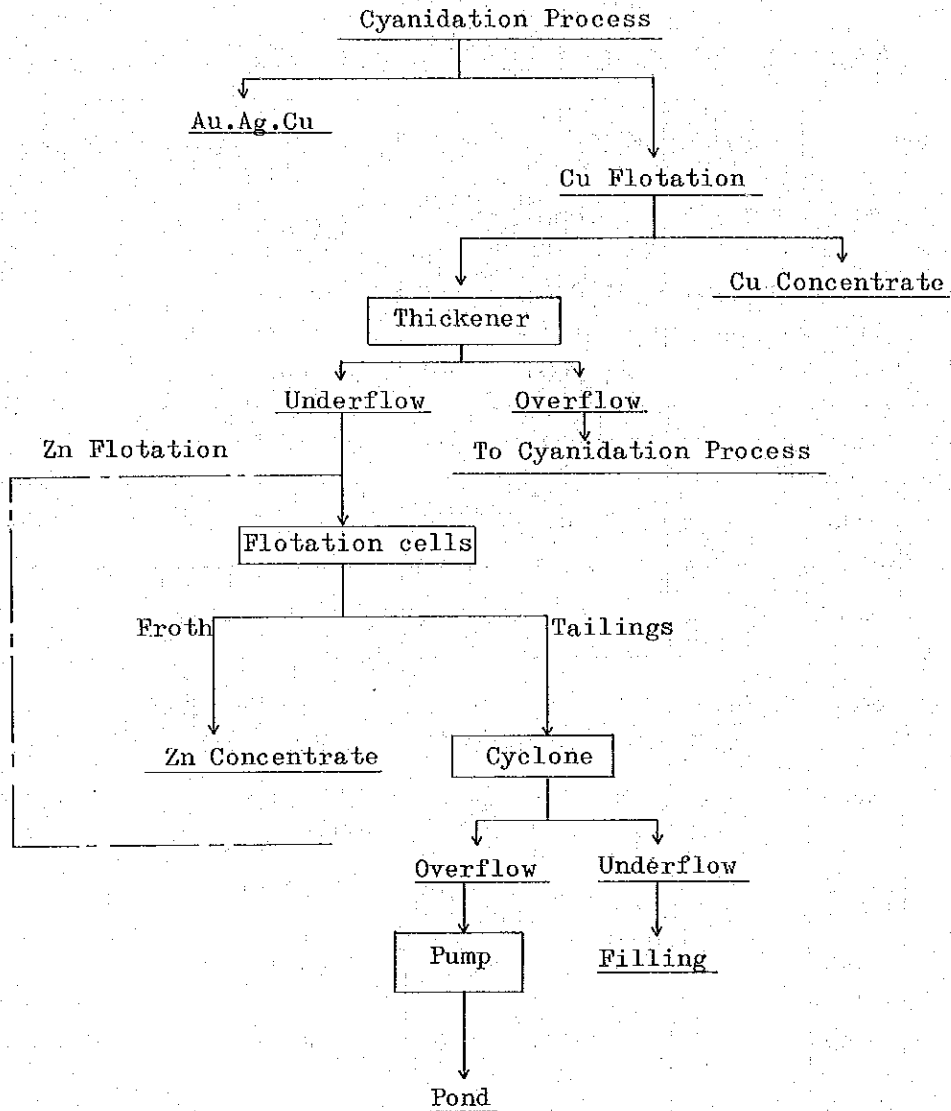 Cyanidation Process
Au.Ag.Cu
Cu Flotation
Cu Concentrate
Thickener
Underflow
Overflow
Zn Flotation
To Cyanidation Process
Flotation cells
Froth
Tailings
Zn Concentrate
Cyclone
Overflow
Underflow
Pump
Filling
Pond